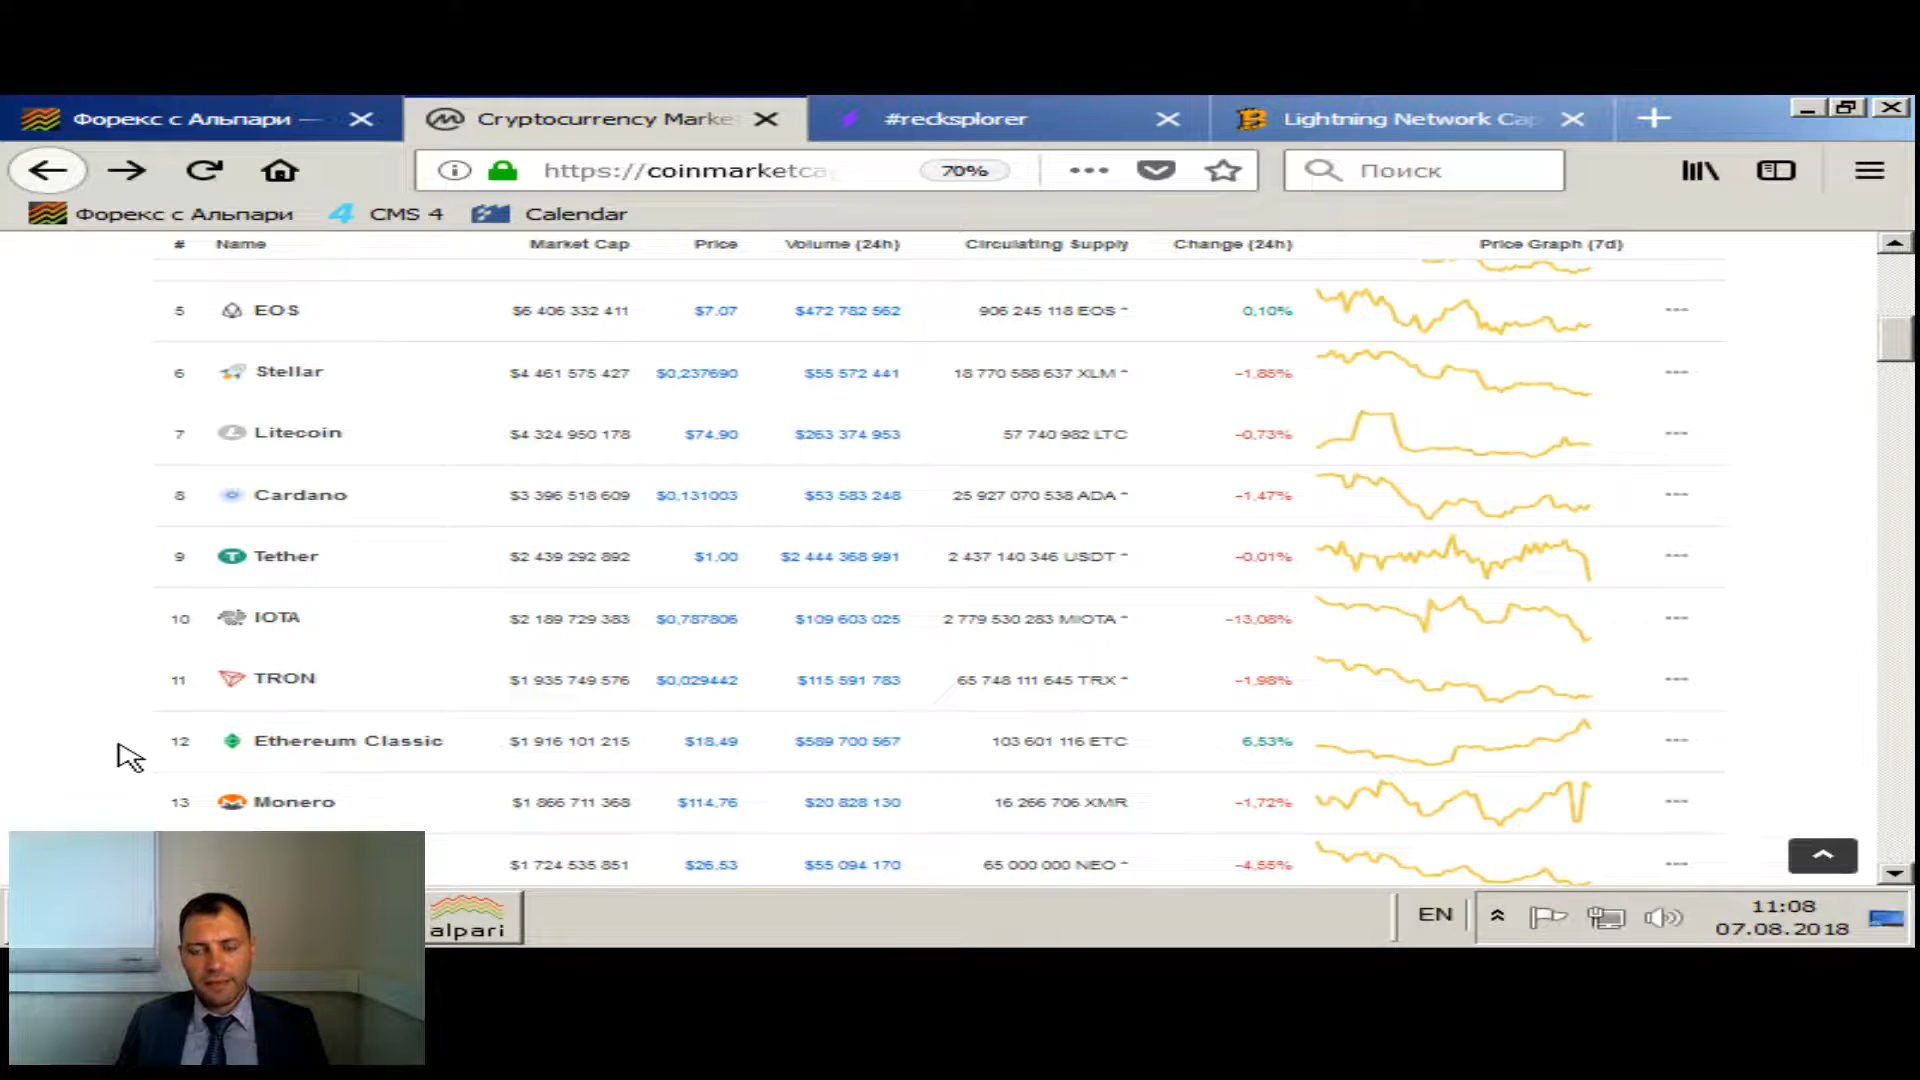 Форекс с Альпари —
Cryptocurrency Marke
#recksplorer
Lightning Network Cap
https://coinmarketca
70%
Поиск
Форекс с Альпари
CMS 4
Calendar
# Name Market Cap Price Volume (24h) Circulating Supply Change (24h) Price Graph (7d)
5 EOS $6 406 332 411 $7,07 $472 782 562 906 245 118 EOS * 0,10%
6 Stellar $4 461 575 427 $0,237690 $55 572 441 18 770 588 637 XLM * -1,85%
7 Litecoin $4 324 950 178 $74,90 $263 374 953 57 740 982 LTC -0,73%
8 Cardano $3 396 518 609 $0,131003 $53 583 248 25 927 070 538 ADA * -1,47%
9 Tether $2 439 292 892 $1,00 $2 444 368 991 2 437 140 346 USDT * -0,01%
10 IOTA $2 189 729 383 $0,787806 $109 603 025 2 779 530 283 MIOTA * -13,08%
11 TRON $1 935 749 576 $0,029442 $115 591 783 65 748 111 645 TRX * -1,98%
12 Ethereum Classic $1 916 101 215 $18,49 $589 700 567 103 601 116 ETC 6,53%
13 Monero $1 866 711 368 $114,76 $20 828 130 16 266 706 XMR -1,72%
$1 724 535 851 $26,53 $55 094 170 65 000 000 NEO * -4,55%
alpari
EN
11:08
07.08.2018